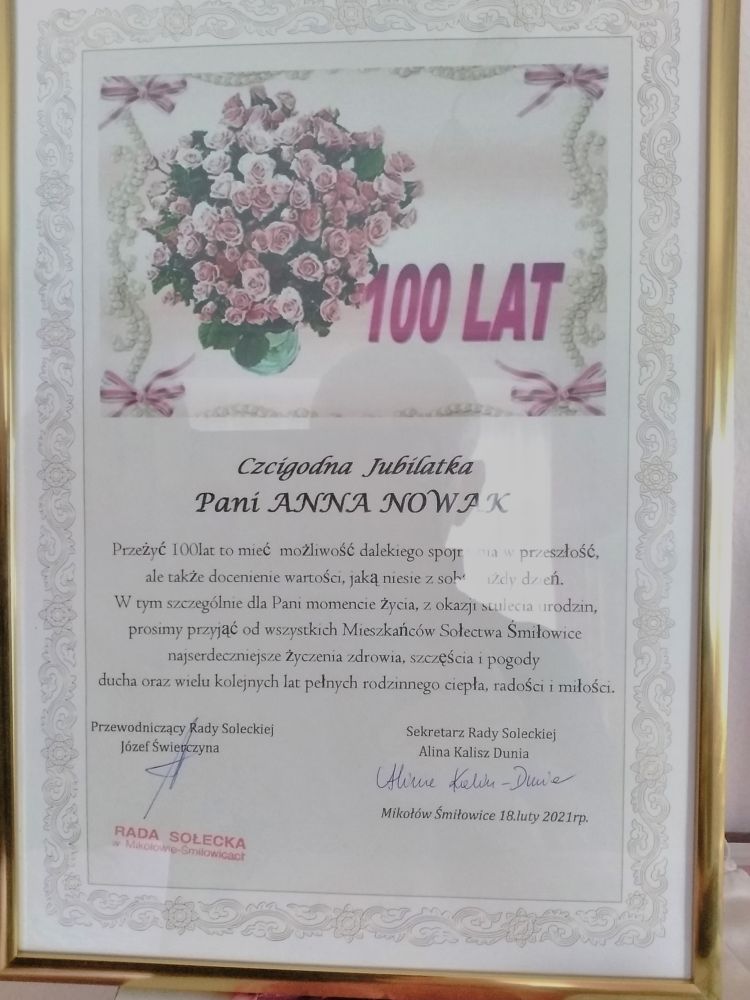 100 LAT
Czcigodna Jubilatka
Pani ANNA NOWAK
Przeżyć 100lat to mieć możliwość dalekiego w przeszłość,
ale także docenienie wartości, jaką niesie z sobą każdy dzień.
W tym szczególnie dla Pani momencie życia, z okazji stulecia urodzin,
prosimy przyjąć od wszystkich Mieszkańców Sołectwa Śmiłowice
najserdeczniejsze życzenia zdrowia, szczęścia i pogody
ducha oraz wielu kolejnych lat pełnych rodzinnego ciepła, radości i miłości.
Przewodniczący Rady Soleckiej
Józef Świerczyna
Sekretarz Rady Soleckiej
Alina Kalisz Dunia
Alina Kalisz-Dunia
Mikołów Śmiłowice 18.luty 2021rp.
RADA SOŁECKA
w Mikołowie-Śmiłowicach